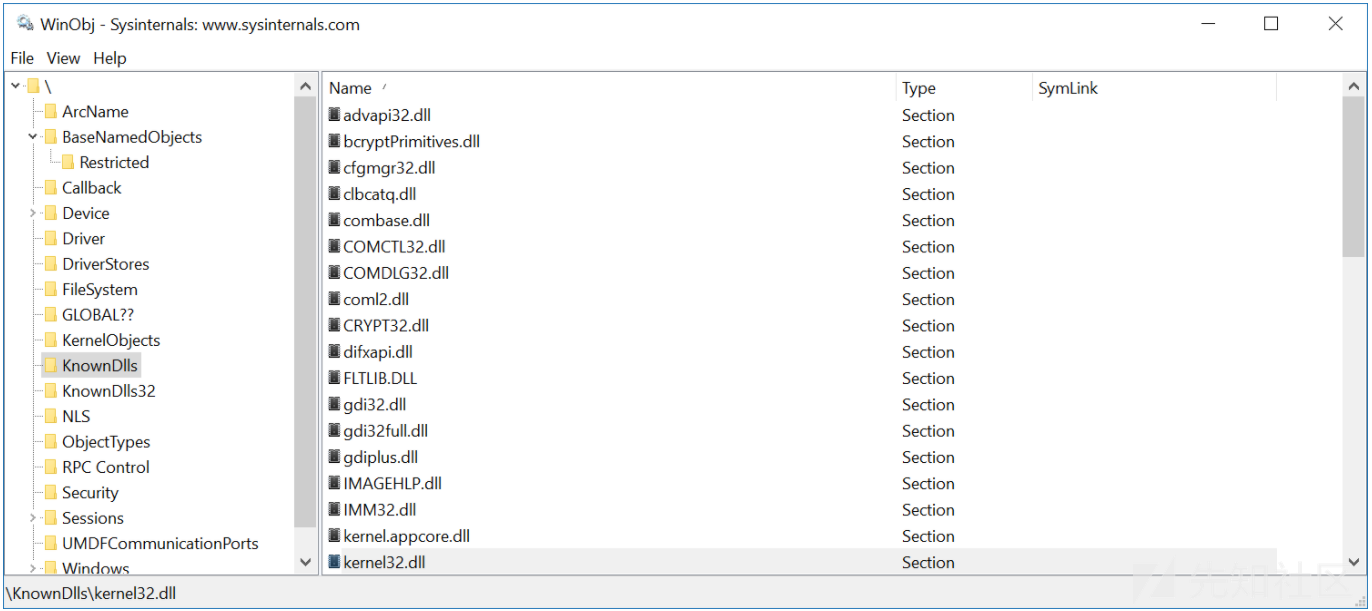 WinObj - Sysinternals: www.sysinternals.com
File View Help
\
ArcName
BaseNamedObjects
Restricted
Callback
Device
Driver
DriverStores
FileSystem
GLOBAL??
KernelObjects
KnownDlls
KnownDlls32
NLS
ObjectTypes
RPC Control
Security
Sessions
UMDFCommunicationPorts
Windows
Name Type SymLink
advapi32.dll Section
bcryptPrimitives.dll Section
cfgmgr32.dll Section
clbcatq.dll Section
combase.dll Section
COMCTL32.dll Section
COMDLG32.dll Section
coml2.dll Section
CRYPT32.dll Section
difxapi.dll Section
FLTLIB.DLL Section
gdi32.dll Section
gdi32full.dll Section
gdiplus.dll Section
IMAGEHLP.dll Section
IMM32.dll Section
kernel.appcore.dll Section
kernel32.dll Section
\KnownDlls\kernel32.dll
先知社区